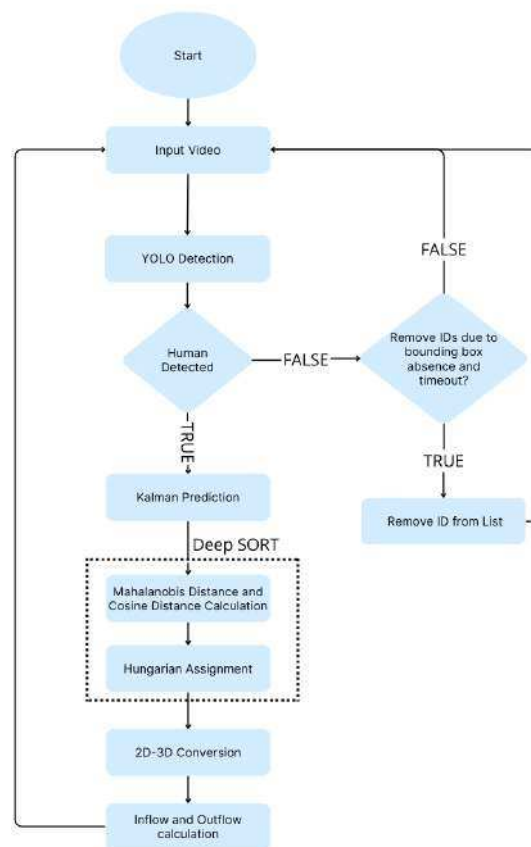 Start
Input Video
YOLO Detection
FALSE
Human
Detected
FALSE
Remove IDs due to
bounding box
absence and
timeout?
TRUE
TRUE
Kalman Prediction
Remove ID from List
Deep SORT
Mahalanobis Distance and
Cosine Distance Calculation
Hungarian Assignment
2D-3D Conversion
Inflow and Outflow
calculation